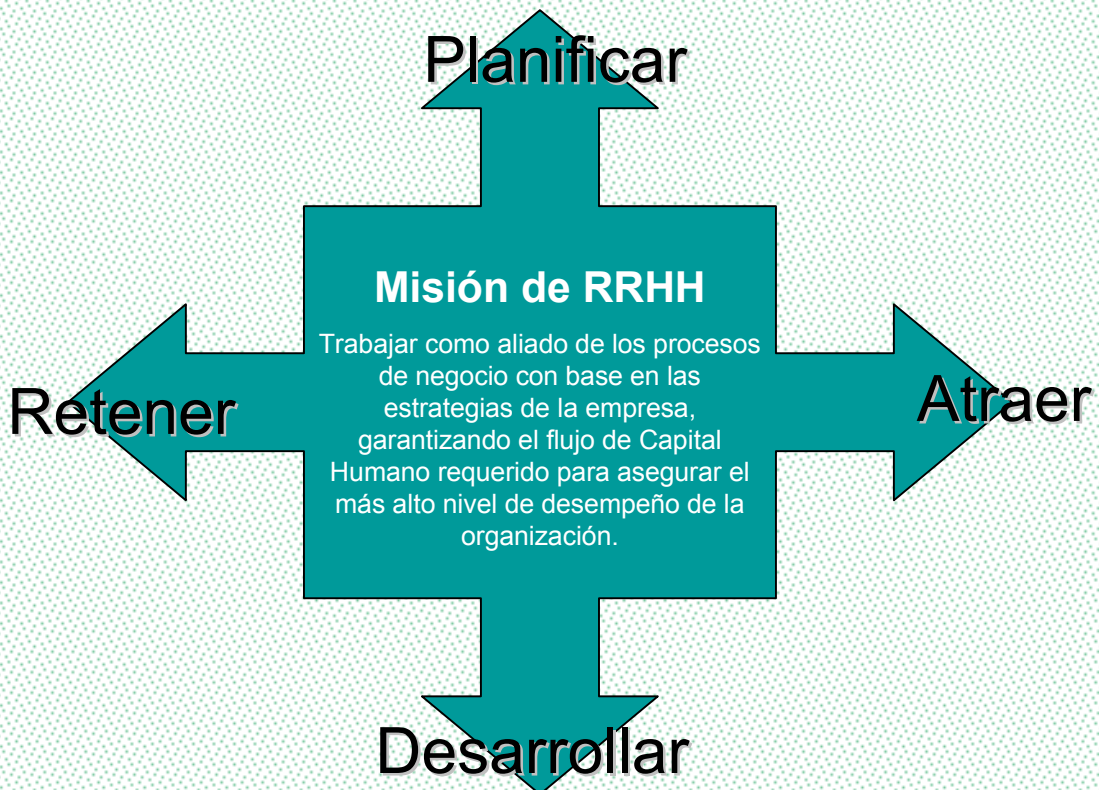 Planificar
Misión de RRHH
Trabajar como aliado de los procesos
de negocio con base en las
estrategias de la empresa,
garantizando el flujo de Capital
Humano requerido para asegurar el
más alto nivel de desempeño de la
organización.
Retener
Atraer
Desarrollar